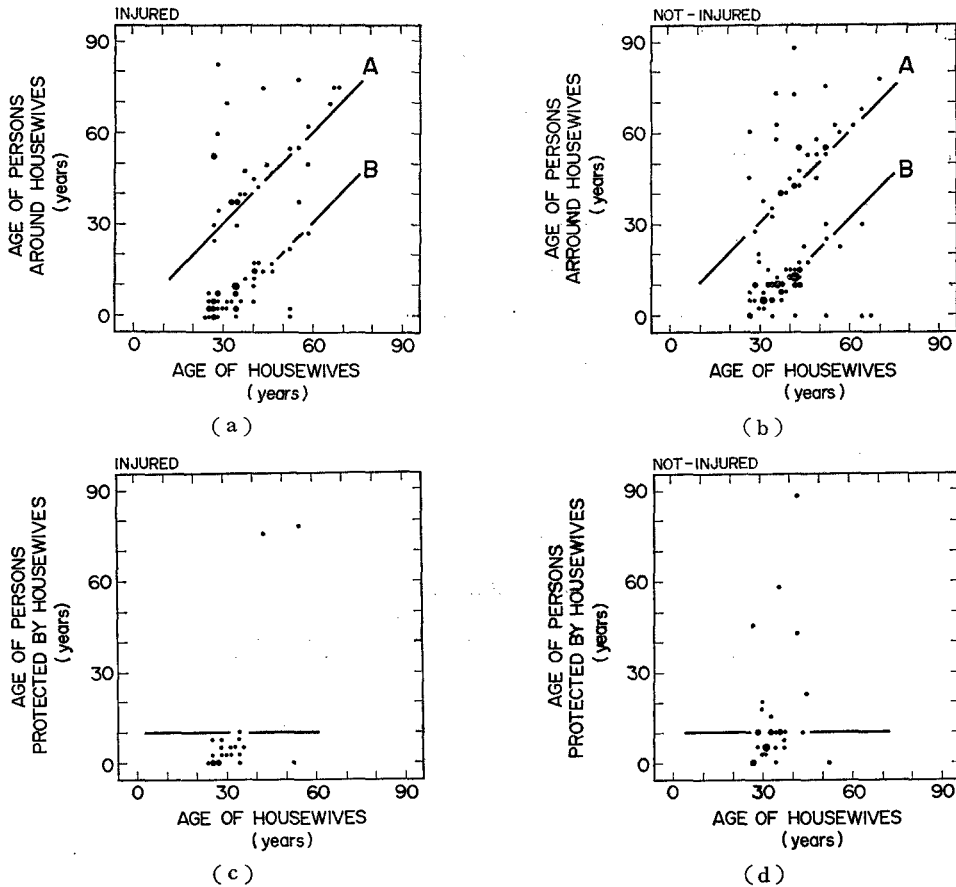 INJURED
90
60
30
0
A
B
AGE OF PERSONS
AROUND HOUSEWIVES
(years)
0 30 60 90
AGE OF HOUSEWIVES
(years)
(a)
NOT-INJURED
90
60
30
0
A
B
AGE OF PERSONS
ARROUND HOUSEWIVES
(years)
0 30 60 90
AGE OF HOUSEWIVES
(years)
(b)
INJURED
90
60
30
0
AGE OF PERSONS
PROTECTED BY HOUSEWIVES
(years)
0 30 60 90
AGE OF HOUSEWIVES
(years)
(c)
NOT-INJURED
90
60
30
0
AGE OF PERSONS
PROTECTED BY HOUSEWIVES
(years)
0 30 60 90
AGE OF HOUSEWIVES
(years)
(d)